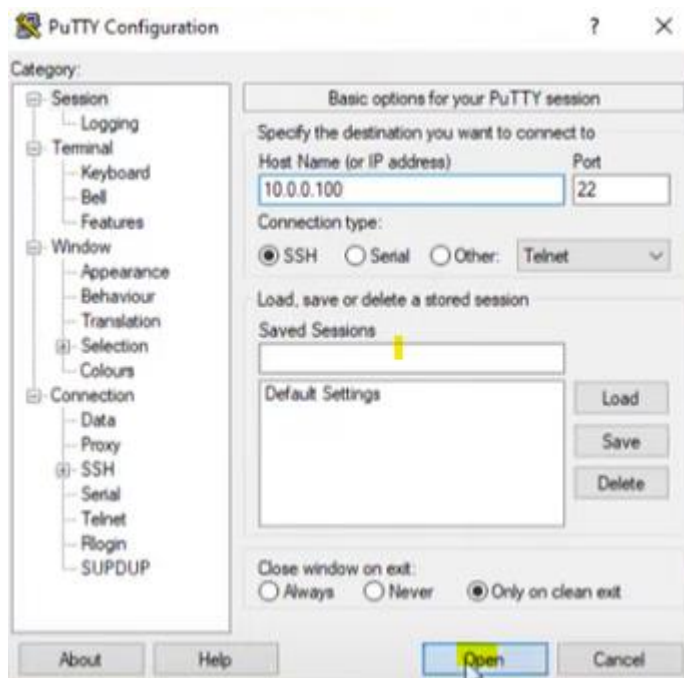 PuTTY Configuration
?
Category:
Session
Logging
Terminal
Keyboard
Bell
Features
Window
Appearance
Behaviour
Translation
Selection
Colours
Connection
Data
Proxy
SSH
Serial
Telnet
Rlogin
SUPDUP
Basic options for your PuTTY session
Specify the destination you want to connect to
Host Name (or IP address) Port
10.0.0.100 22
Connection type:
SSH Serial Other: Telnet
Load, save or delete a stored session
Saved Sessions
Default Settings
Load
Save
Delete
Close window on exit:
Always Never Only on clean exit
About Help Open Cancel